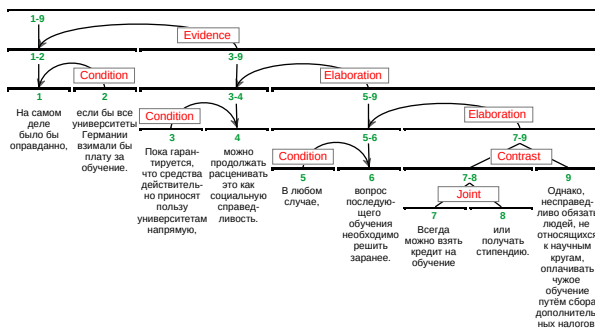 1-9
Evidence
1-2
3-9
Condition
Elaboration
1
2
3-4
5-9
На самом
деле
было бы
оправданно,
если бы все
университеты
Германии
взимали бы
плату за
обучение.
Condition
Elaboration
3
4
5-6
7-9
Пока гаран-
тируется,
что средства
действитель-
но приносят
пользу
университетам
напрямую,
можно
продолжать
расценивать
это как
социальную
справед-
ливость.
Condition
Contrast
5
6
7-8
9
В любом
случае,
вопрос
последую-
щего
обучения
необходимо
решить
заранее.
Joint
7
8
Всегда
можно взять
кредит на
обучение
или
получать
стипендию.
Однако,
несправед-
ливо обязать
людей, не
относящихся
к научным
кругам,
оплачивать
чужое
обучение
путём сбора
дополнитель-
ных налогов